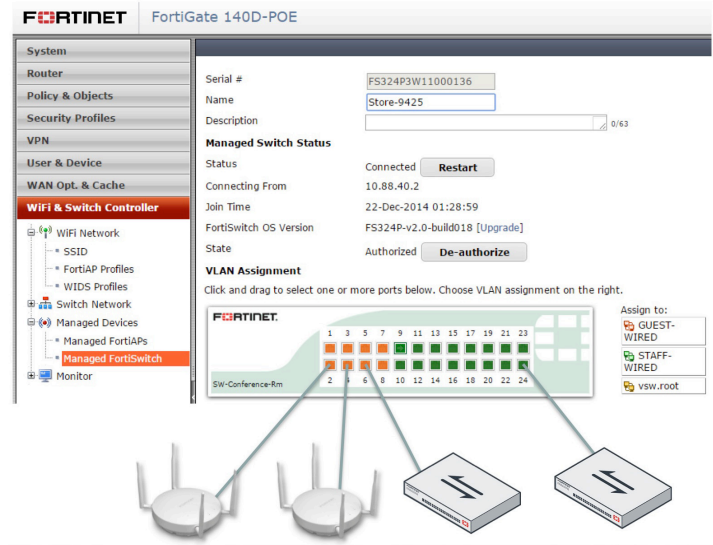 FORTINET FortiGate 140D-POE
System
Router
Policy & Objects
Security Profiles
VPN
User & Device
WAN Opt. & Cache
WiFi & Switch Controller
WiFi Network
SSID
FortiAP Profiles
WIDS Profiles
Switch Network
Managed Devices
Managed FortiAPs
Managed FortiSwitch
Monitor
Serial # FS324P3W11000136
Name Store-9425
Description 0/63
Managed Switch Status
Status Connected Restart
Connecting From 10.88.40.2
Join Time 22-Dec-2014 01:28:59
FortiSwitch OS Version FS324P-v2.0-build018 [Upgrade]
State Authorized De-authorize
VLAN Assignment
Click and drag to select one or more ports below. Choose VLAN assignment on the right.
FORTINET
1 3 5 7 9 11 13 15 17 19 21 23
SW-Conference-Rm 2 4 6 8 10 12 14 16 18 20 22 24
Assign to:
GUEST-
WIRED
STAFF-
WIRED
vsw.root